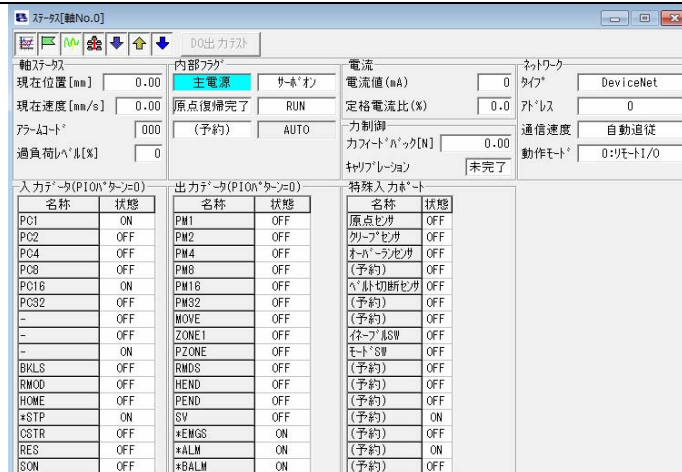 ステータス[軸No.0]
DO出力テスト
軸ステータス
現在位置[mm] 0.00
現在速度[mm/s] 0.00
アラームコード 000
過負荷レベル[%] 0
内部フラグ
主電源 サーボオン
原点復帰完了 RUN
(予約) AUTO
電流
電流値(mA) 0
定格電流比(%) 0.0
力制御
力フィードバック[N] 0.00
キャリブレーション 未完了
ネットワーク
タイプ DeviceNet
アドレス 0
通信速度 自動追従
動作モード 0:リモートI/O
入力データ(PIOパターン=0)
名称 状態
PC1 ON
PC2 OFF
PC4 OFF
PC8 OFF
PC16 ON
PC32 OFF
- OFF
- OFF
- ON
BKLS OFF
RMOD OFF
HOME OFF
*STP ON
CSTR OFF
RES OFF
SON OFF
出力データ(PIOパターン=0)
名称 状態
PM1 OFF
PM2 OFF
PM4 OFF
PM8 OFF
PM16 OFF
PM32 OFF
MOVE OFF
ZONE1 OFF
PZONE OFF
RMDS OFF
HEND OFF
PEND OFF
SV OFF
*EMGS ON
*ALM ON
*BALM ON
特殊入力ポート
名称 状態
原点センサ OFF
クリープセンサ OFF
オーバーランセンサ OFF
(予約) OFF
ベルト切断センサ OFF
(予約) OFF
(予約) OFF
イネーブルSW OFF
モードSW OFF
(予約) OFF
(予約) OFF
(予約) OFF
(予約) ON
(予約) OFF
(予約) ON
(予約) OFF